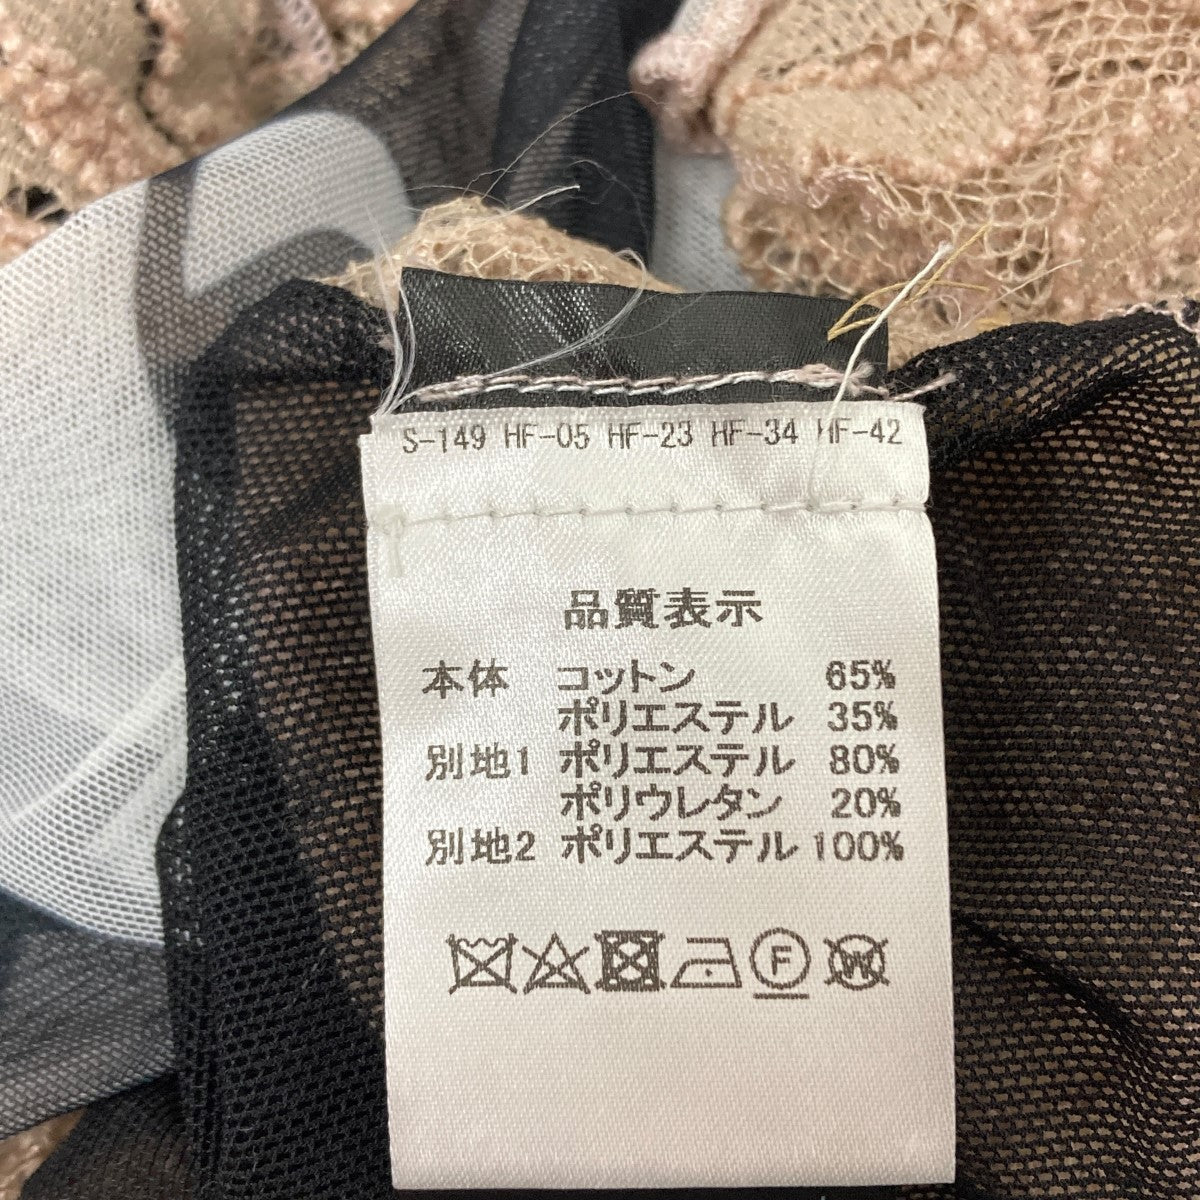 S-149 HF-05 HF-23 HF-34 HF-42
品質表示
本体 コットン 65%
ポリエステル 35%
別地1 ポリエステル 80%
ポリウレタン 20%
別地2 ポリエステル 100%
F W